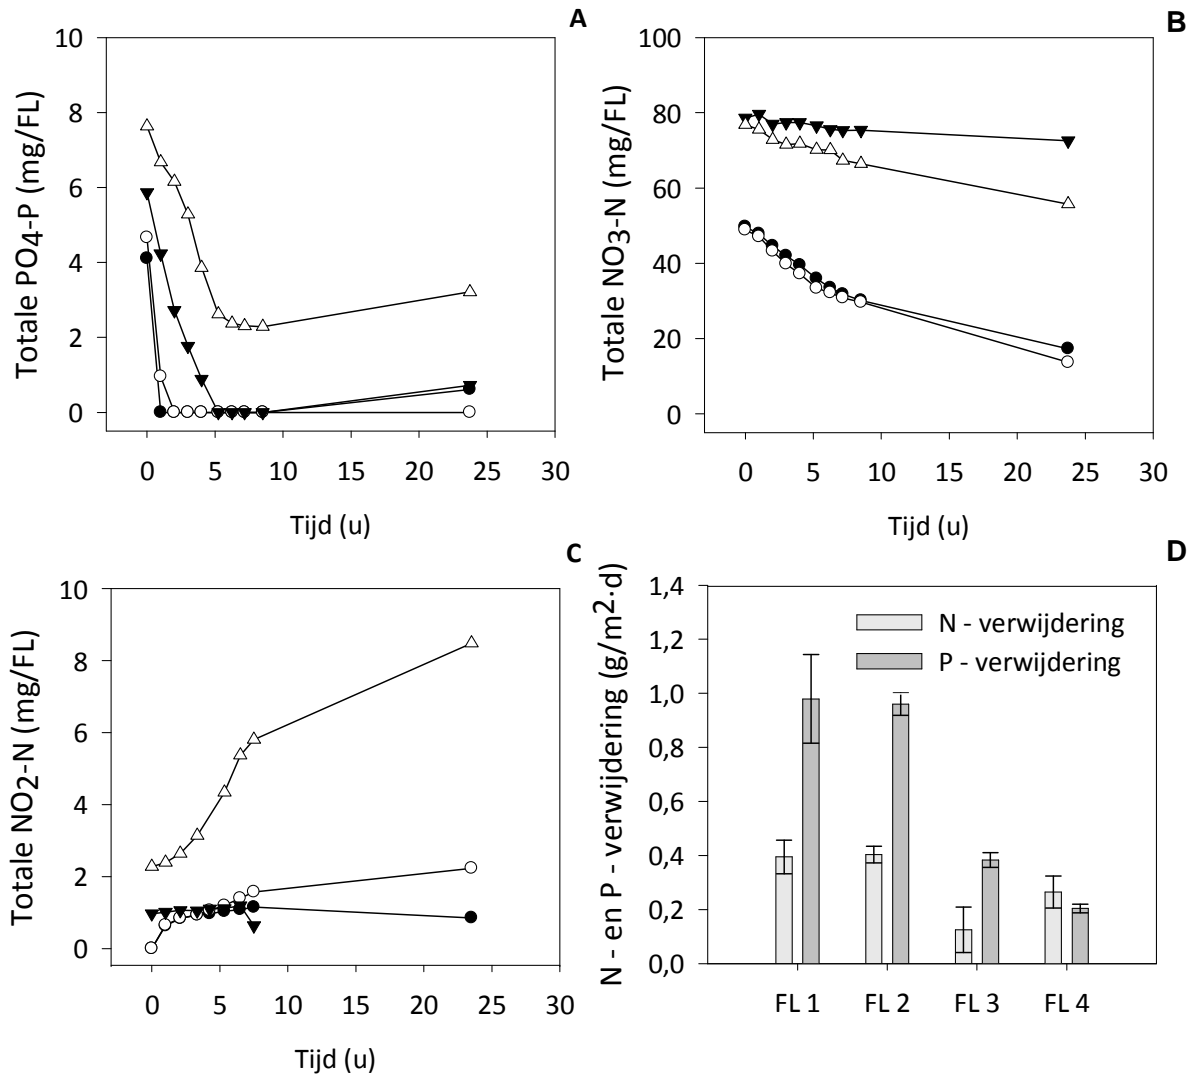 A
10
8
6
4
2
0
Totale PO4-P (mg/FL)
0 5 10 15 20 25 30
Tijd (u)
B
100
80
60
40
20
0
Totale NO3-N (mg/FL)
0 5 10 15 20 25 30
Tijd (u)
C
10
8
6
4
2
0
Totale NO2-N (mg/FL)
0 5 10 15 20 25 30
Tijd (u)
D
1,4
1,2
1,0
0,8
0,6
0,4
0,2
0,0
N - en P - verwijdering (g/m2·d)
N - verwijdering
P - verwijdering
FL 1 FL 2 FL 3 FL 4